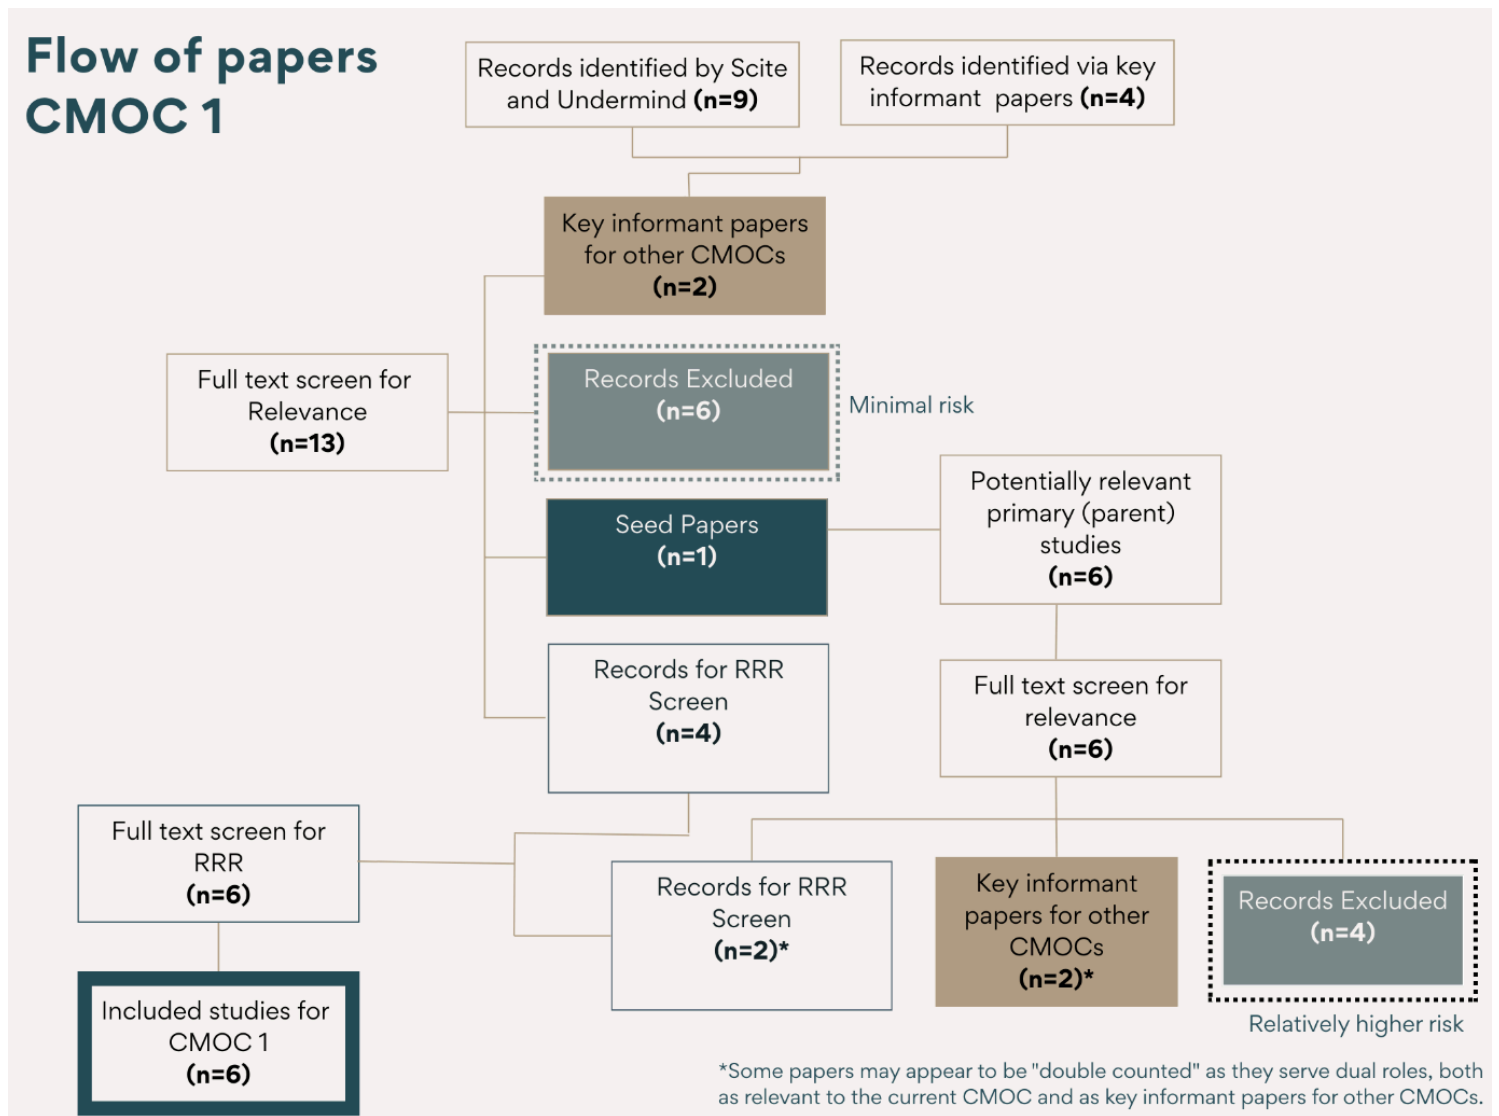 Flow of papers
CMOC 1
Records identified by Scite
and Undermind (n=9)
Records identified via key
informant papers (n=4)
Key informant papers
for other CMOCs
(n=2)
Full text screen for
Relevance
(n=13)
Records Excluded
(n=6)
Minimal risk
Seed Papers
(n=1)
Potentially relevant
primary (parent)
studies
(n=6)
Records for RRR
Screen
(n=4)
Full text screen for
relevance
(n=6)
Full text screen for
RRR
(n=6)
Records for RRR
Screen
(n=2)*
Key informant
papers for other
CMOCs
(n=2)*
Records Excluded
(n=4)
Relatively higher risk
Included studies for
CMOC 1
(n=6)
*Some papers may appear to be "double counted" as they serve dual roles, both
as relevant to the current CMOC and as key informant papers for other CMOCs.